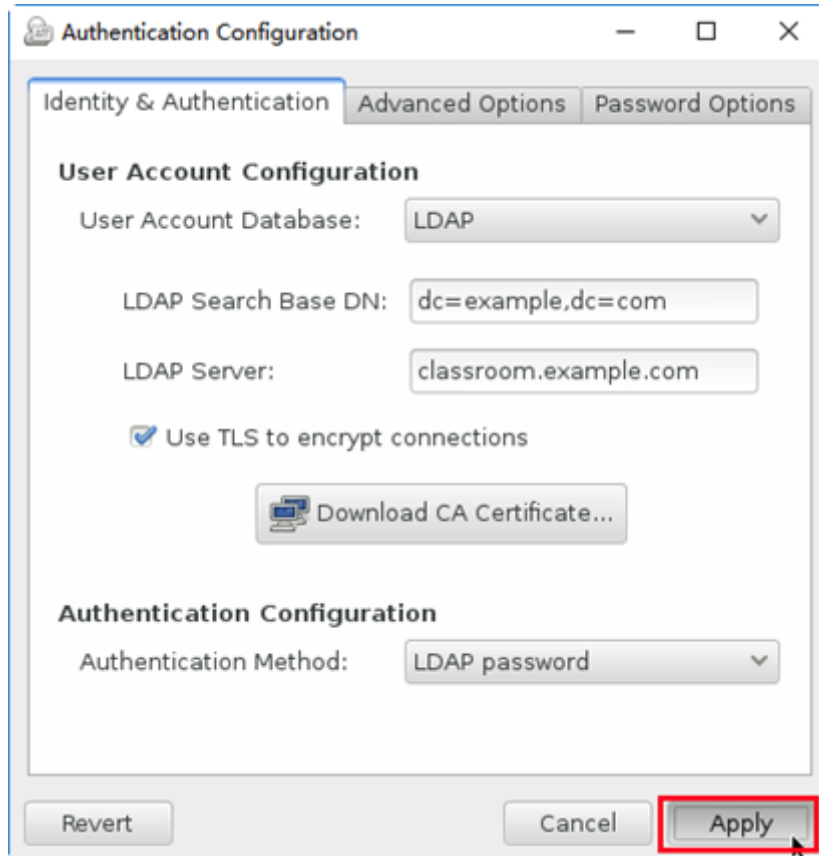 Authentication Configuration
Identity & Authentication Advanced Options Password Options
User Account Configuration
User Account Database: LDAP
LDAP Search Base DN: dc=example,dc=com
LDAP Server: classroom.example.com
Use TLS to encrypt connections
Download CA Certificate...
Authentication Configuration
Authentication Method: LDAP password
Revert Cancel Apply